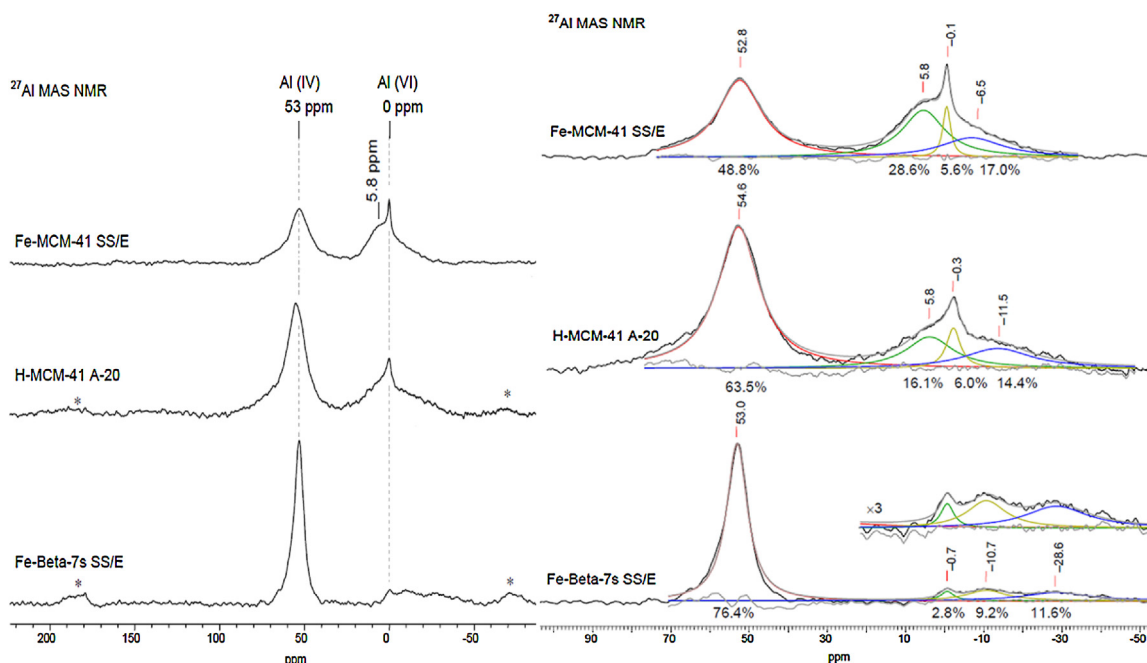 ²⁷Al MAS NMR
Al (IV)
53 ppm
Al (VI)
0 ppm
5.8 ppm
Fe-MCM-41 SS/E
H-MCM-41 A-20
*
*
Fe-Beta-7s SS/E
*
*
200 150 100 50 0 -50
ppm
²⁷Al MAS NMR
52.8
5.8
−0.1
−6.5
Fe-MCM-41 SS/E
48.8% 28.6% 5.6% 17.0%
54.6
5.8
−0.3
−11.5
H-MCM-41 A-20
63.5% 16.1% 6.0% 14.4%
53.0
×3
−0.7
−10.7
−28.6
Fe-Beta-7s SS/E
76.4% 2.8% 9.2% 11.6%
90 70 50 30 10 -10 -30 -50
ppm